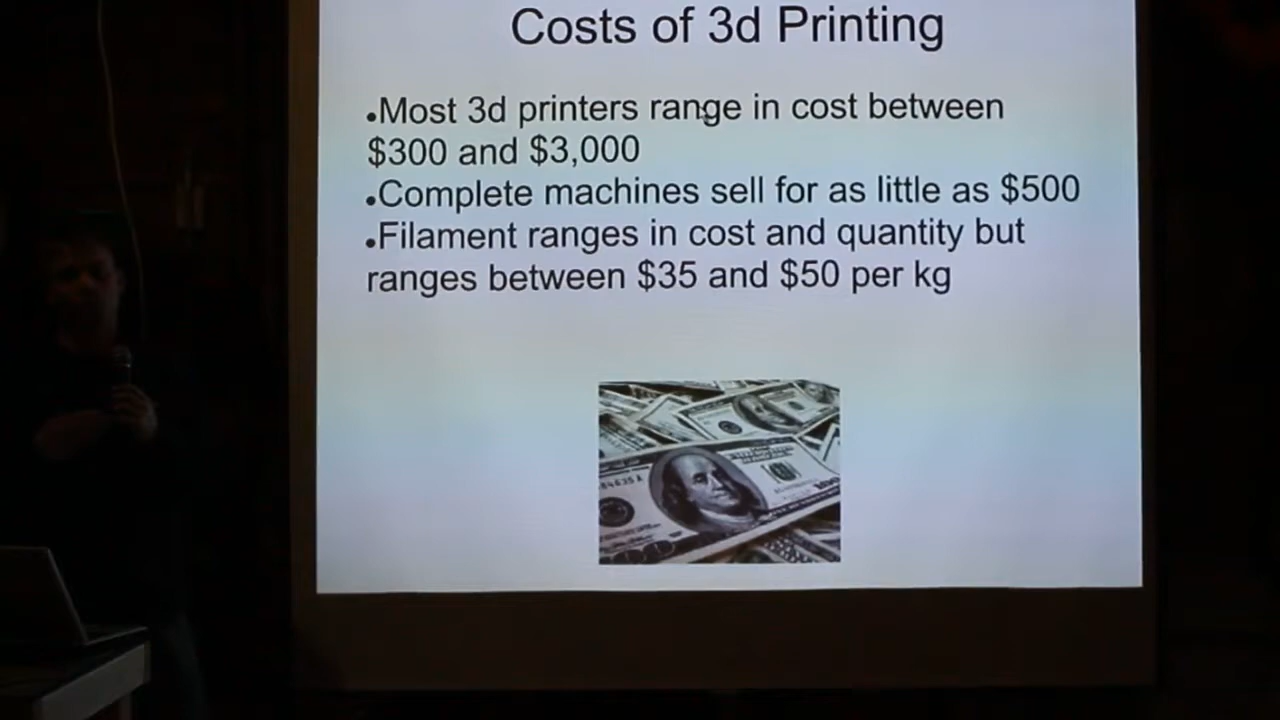 Costs of 3d Printing
•Most 3d printers range in cost between
$300 and $3,000
•Complete machines sell for as little as $500
•Filament ranges in cost and quantity but
ranges between $35 and $50 per kg